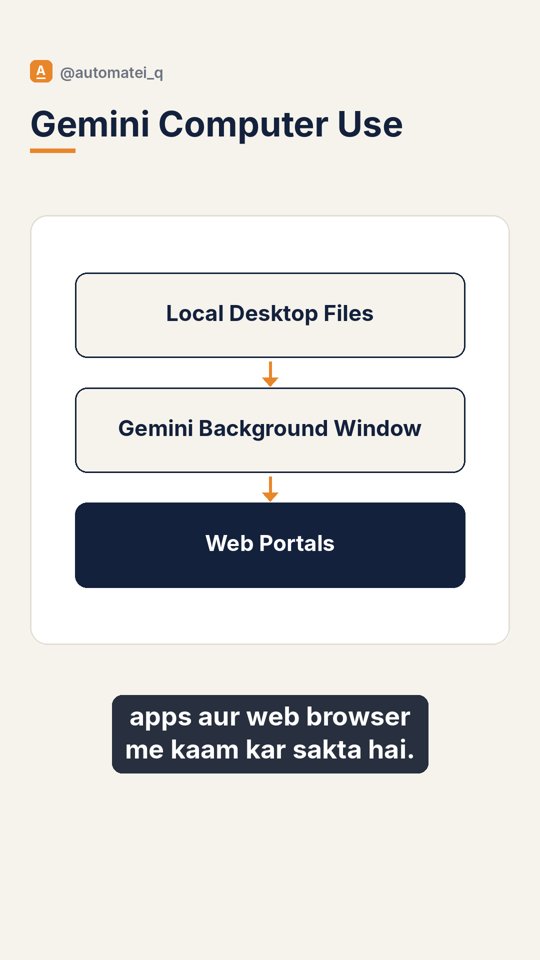 A
@automatei_q
Gemini Computer Use
Local Desktop Files
Gemini Background Window
Web Portals
apps aur web browser
me kaam kar sakta hai.